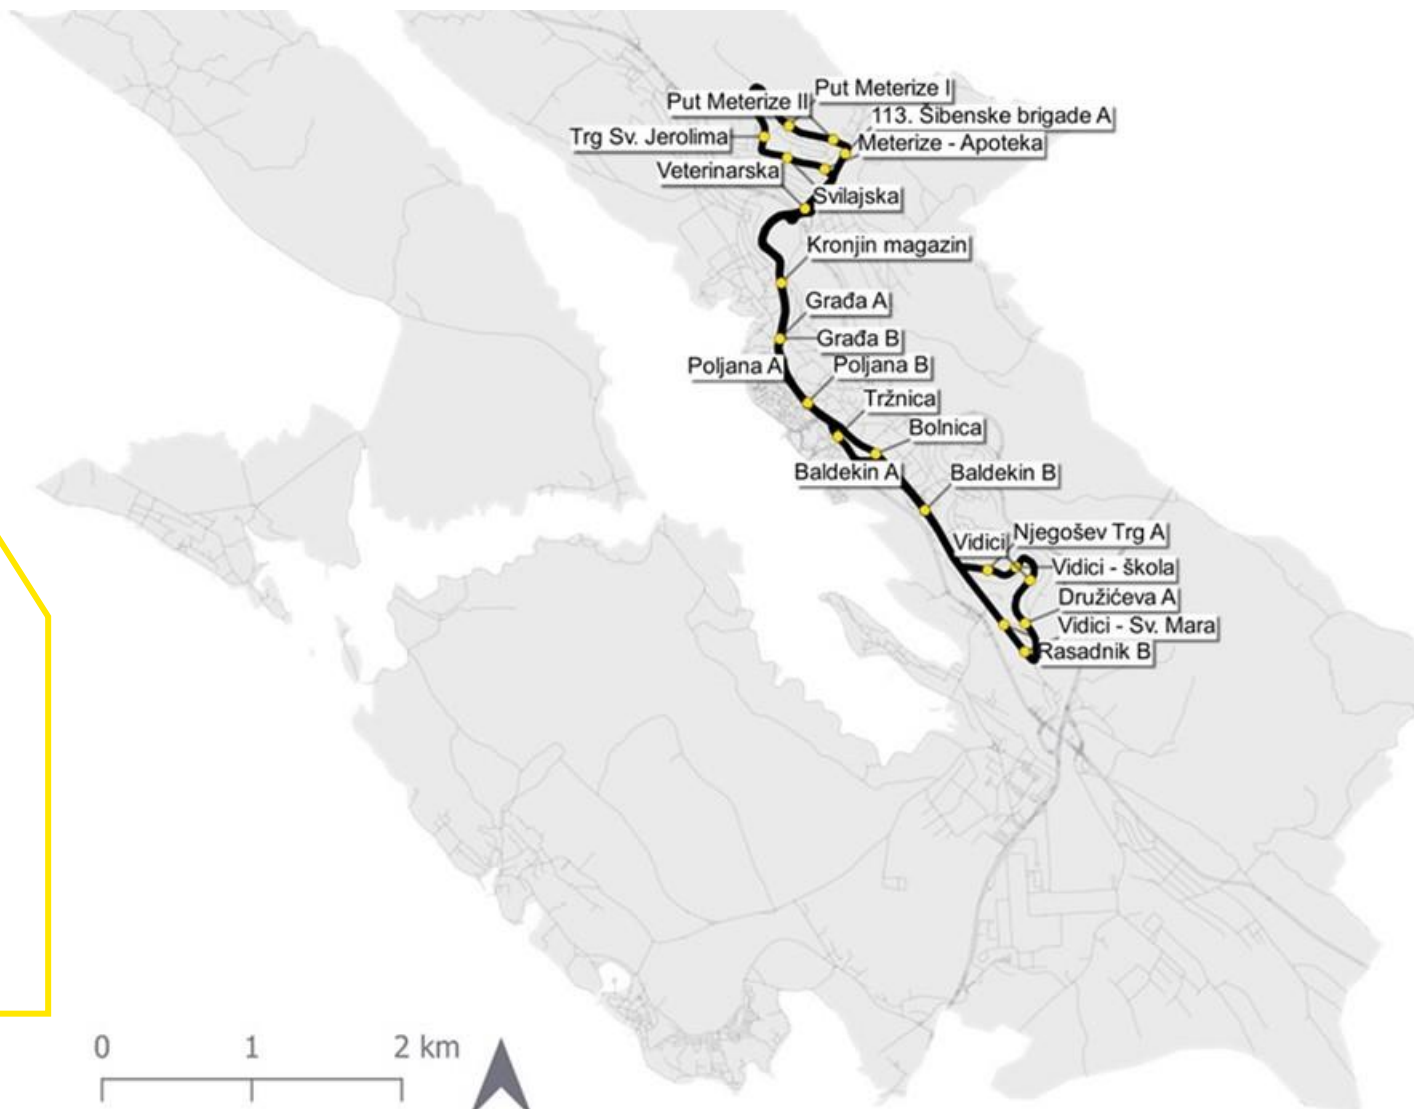 Put Meterize I
Put Meterize II
113. Šibenske brigade A
Trg Sv. Jerolima
Meterize - Apoteka
Veterinarska
Svilajska
Kronjin magazin
Građa A
Građa B
Poljana A
Poljana B
Tržnica
Bolnica
Baldekin A
Baldekin B
Njegošev Trg A
Vidici
Vidici - škola
Družićeva A
Vidici - Sv. Mara
Rasadnik B
0 1 2 km